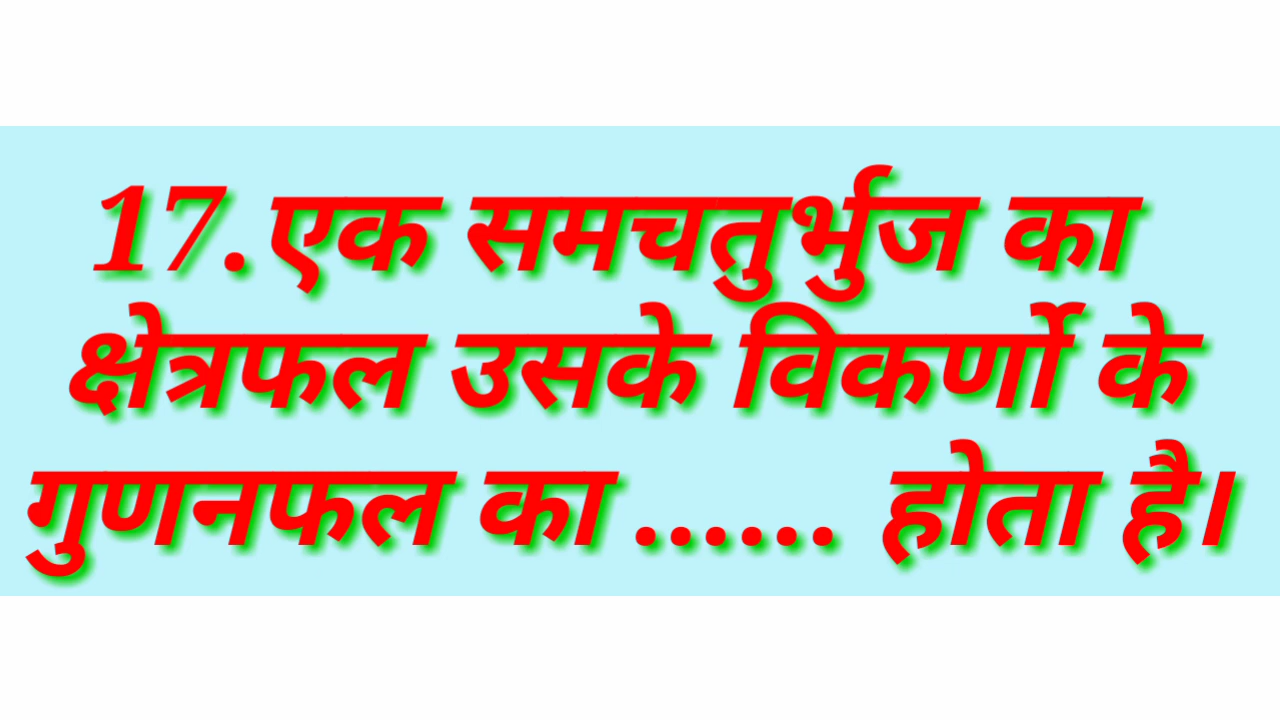 17.एक समचतुर्भुज का
क्षेत्रफल उसके विकर्णो के
गुणनफल का ...... होता है।